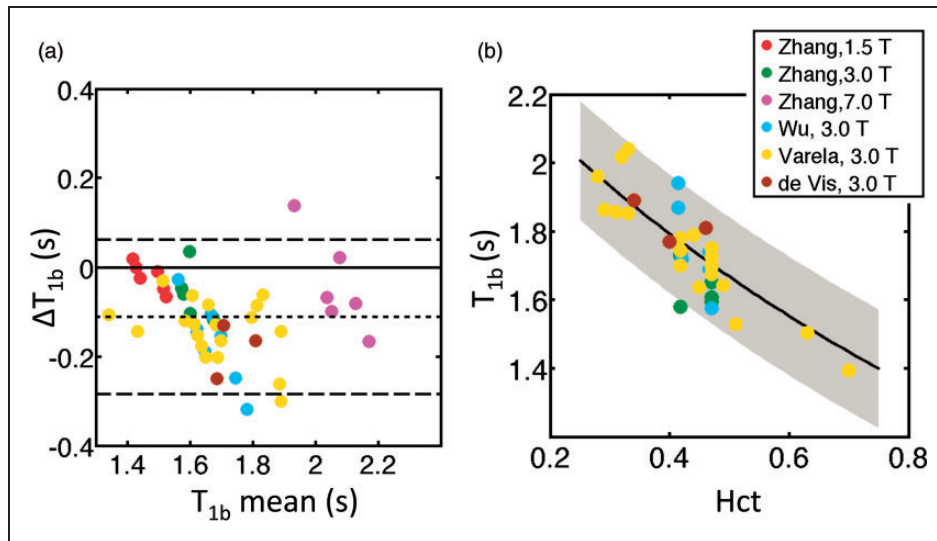 (a)
0.4
0.2
0
-0.2
-0.4
ΔT1b (s)
1.4 1.6 1.8 2 2.2
T1b mean (s)
(b)
Zhang,1.5 T
Zhang,3.0 T
Zhang,7.0 T
Wu, 3.0 T
Varela, 3.0 T
de Vis, 3.0 T
2.2
2
1.8
1.6
1.4
T1b (s)
0.2 0.4 0.6 0.8
Hct